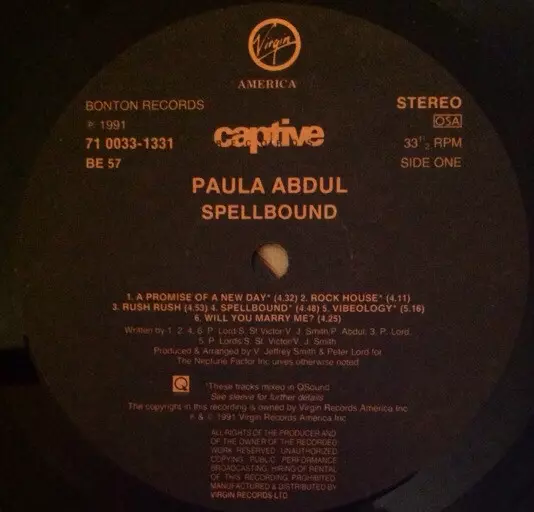 Virgin
AMERICA
BONTON RECORDS
℗ 1991
71 0033-1331
BE 57
captive
STEREO
OSA
33 1/2 RPM
SIDE ONE
PAULA ABDUL
SPELLBOUND
1. A PROMISE OF A NEW DAY* (4.32) 2. ROCK HOUSE* (4.11)
3. RUSH RUSH (4.53) 4. SPELLBOUND* (4.48) 5. VIBEOLOGY* (5.16)
6. WILL YOU MARRY ME? (4.25)
Written by 1. 2. 4. 6. P. Lord/S. St Victor/V. J. Smith/P. Abdul, 3. P. Lord,
5. P. Lord/S. St. Victor/V. J. Smith
Produced & Arranged by V. Jeffrey Smith & Peter Lord for
The Neptune Factor Inc. unless otherwise noted
Q
*These tracks mixed in QSound
See sleeve for further details
The copyright in this recording is owned by Virgin Records America Inc
℗ & © 1991 Virgin Records America Inc
ALL RIGHTS OF THE PRODUCER AND
OF THE OWNER OF THE RECORDED
WORK RESERVED. UNAUTHORIZED
COPYING, PUBLIC PERFORMANCE
BROADCASTING, HIRING OF RENTAL
OF THIS RECORDING PROHIBITED.
MANUFACTURED & DISTRIBUTED BY
VIRGIN RECORDS LTD.